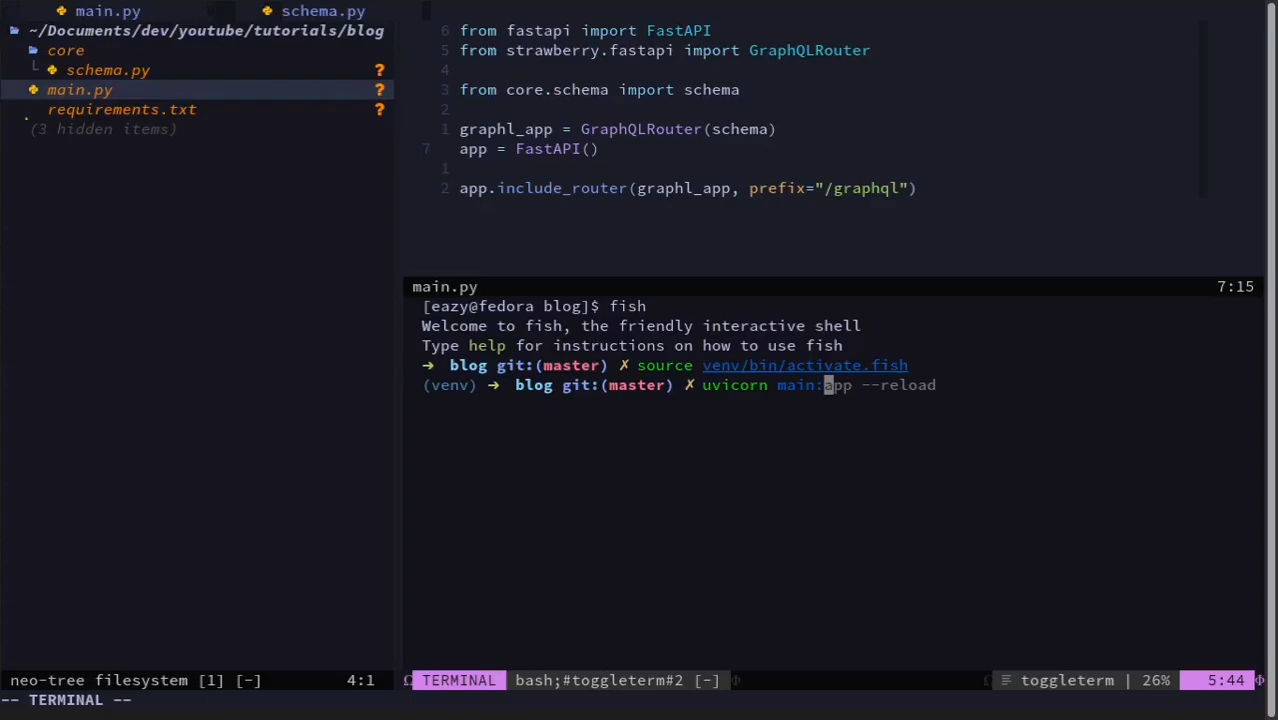 main.py schema.py
~/Documents/dev/youtube/tutorials/blog
core
schema.py ?
main.py ?
requirements.txt ?
(3 hidden items)
6 from fastapi import FastAPI
5 from strawberry.fastapi import GraphQLRouter
4
3 from core.schema import schema
2
1 graphl_app = GraphQLRouter(schema)
7 app = FastAPI()
1
2 app.include_router(graphl_app, prefix="/graphql")
main.py 7:15
[eazy@fedora blog]$ fish
Welcome to fish, the friendly interactive shell
Type help for instructions on how to use fish
➜ blog git:(master) ✗ source venv/bin/activate.fish
(venv) ➜ blog git:(master) ✗ uvicorn main:app --reload
neo-tree filesystem [1] [-] 4:1
TERMINAL bash;#toggleterm#2 [-] toggleterm | 26% 5:44
-- TERMINAL --